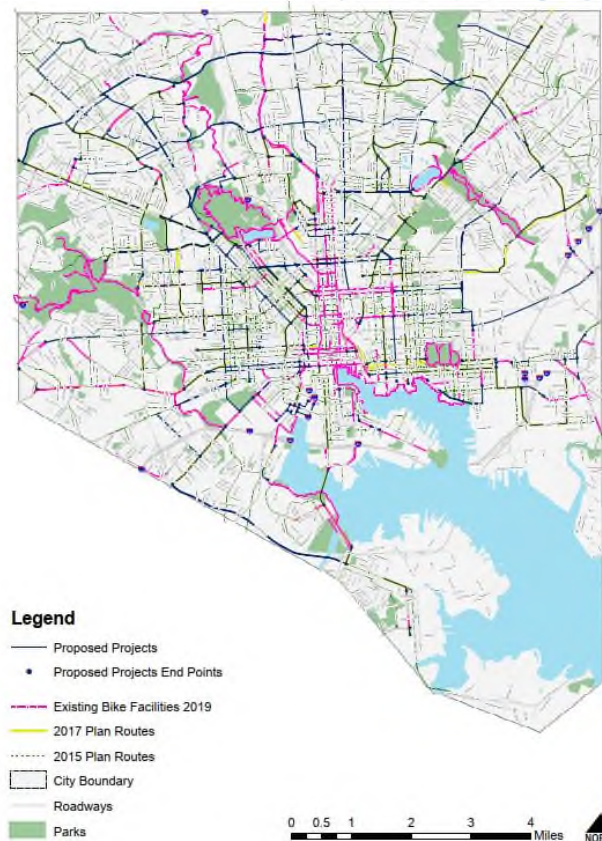 Legend
Proposed Projects
Proposed Projects End Points
Existing Bike Facilities 2019
2017 Plan Routes
2015 Plan Routes
City Boundary
Roadways
Parks
0 0.5 1 2 3 4
Miles